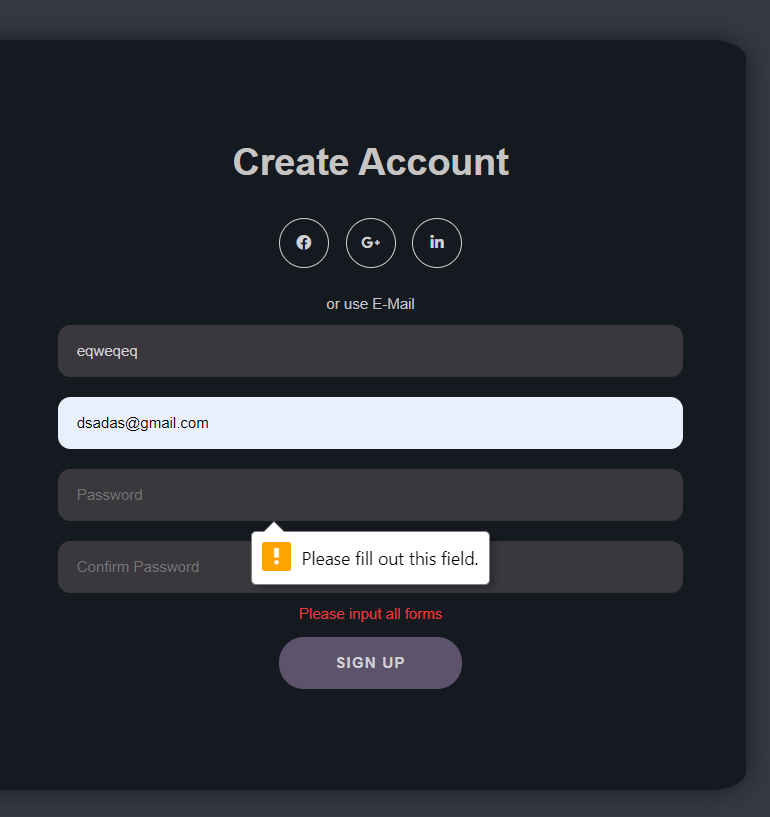 Create Account
G+
in
or use E-Mail
eqweqeq
dsadas@gmail.com
Password
Please fill out this field.
Confirm Password
Please input all forms
SIGN UP